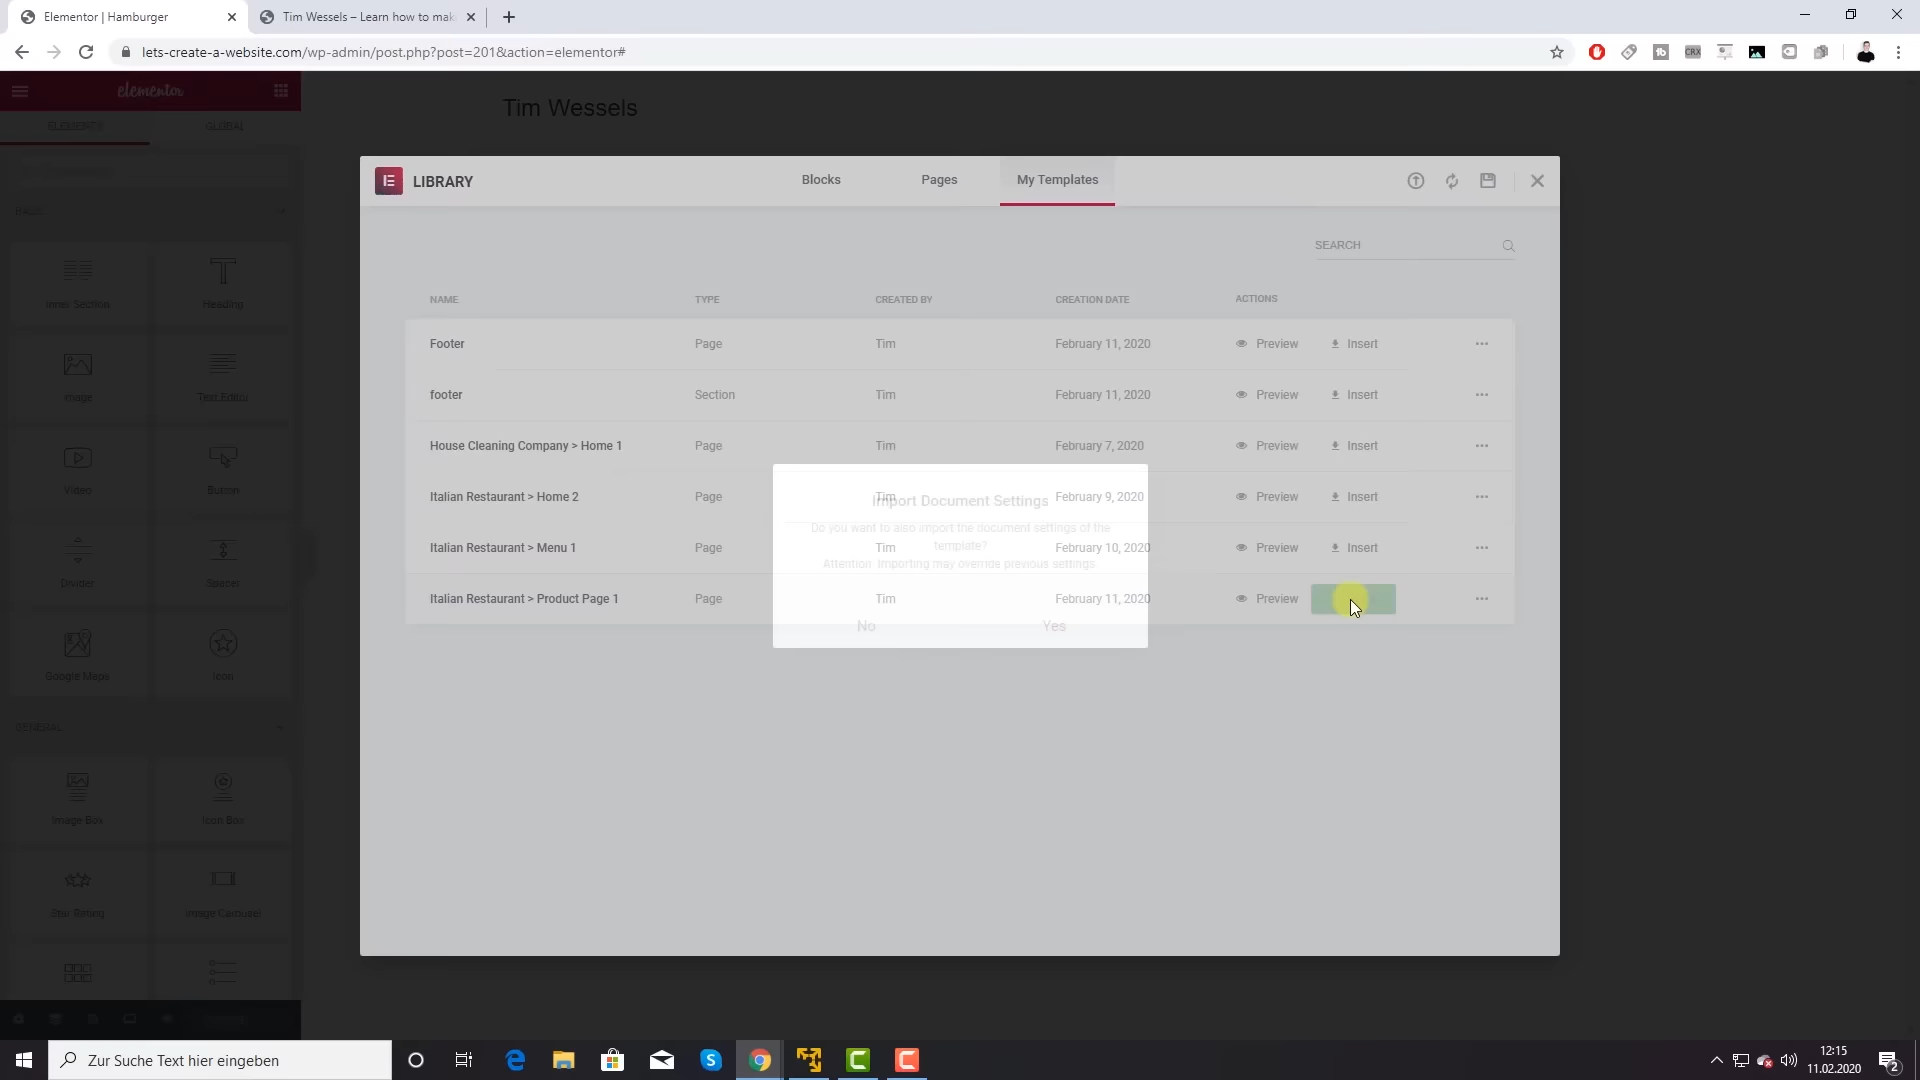 Elementor | Hamburger
Tim Wessels – Learn how to mak
lets-create-a-website.com/wp-admin/post.php?post=201&action=elementor#
elementor
ELEMENTS GLOBAL
Tim Wessels
LIBRARY
Blocks Pages My Templates
SEARCH
NAME TYPE CREATED BY CREATION DATE ACTIONS
Footer Page Tim February 11, 2020 Preview Insert
footer Section Tim February 11, 2020 Preview Insert
House Cleaning Company > Home 1 Page Tim February 7, 2020 Preview Insert
Italian Restaurant > Home 2 Page Tim February 9, 2020 Preview Insert
Italian Restaurant > Menu 1 Page Tim February 10, 2020 Preview Insert
Italian Restaurant > Product Page 1 Page Tim February 11, 2020 Preview
Import Document Settings
Do you want to also import the document settings of the
template?
Attention: Importing may override previous settings.
No Yes
BASIC
Inner Section Heading
Image Text Editor
Video Button
Divider Spacer
Google Maps Icon
GENERAL
Image Box Icon Box
Star Rating Image Carousel
Zur Suche Text hier eingeben
12:15
11.02.2020
2